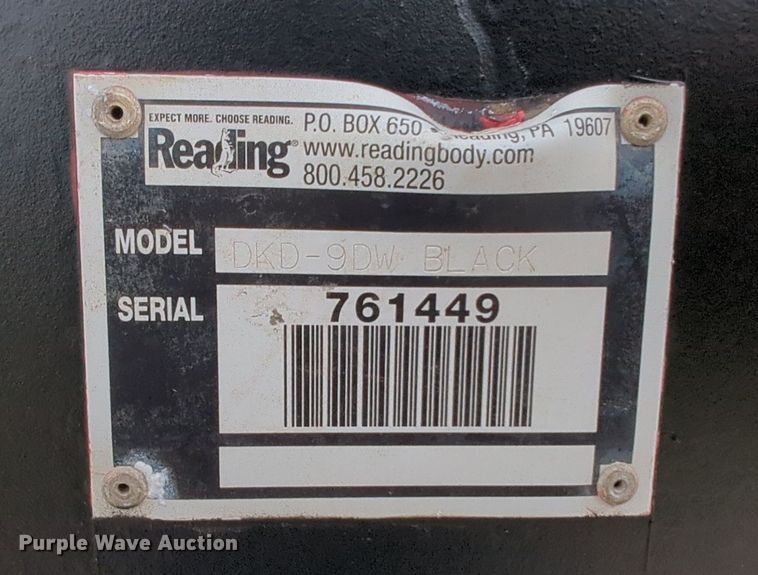 EXPECT MORE. CHOOSE READING.
Reading®
P.O. BOX 650 • Reading, PA 19607
www.readingbody.com
800.458.2226
MODEL DKD-9DW BLACK
SERIAL 761449
Purple Wave Auction